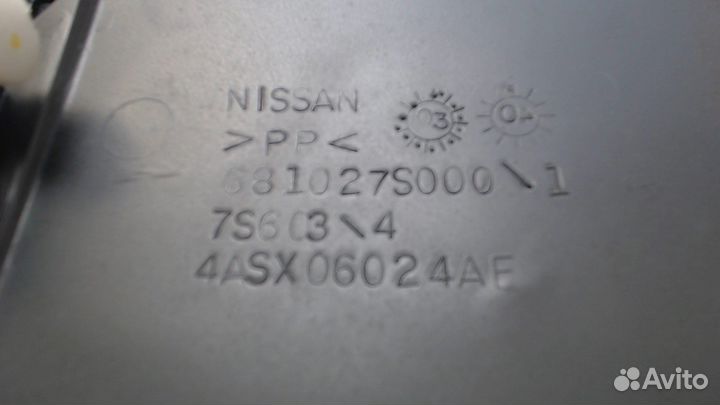 NISSAN 03 04
>PP<
681027S000\1
7S603\4
4ASX06024AE
Avito